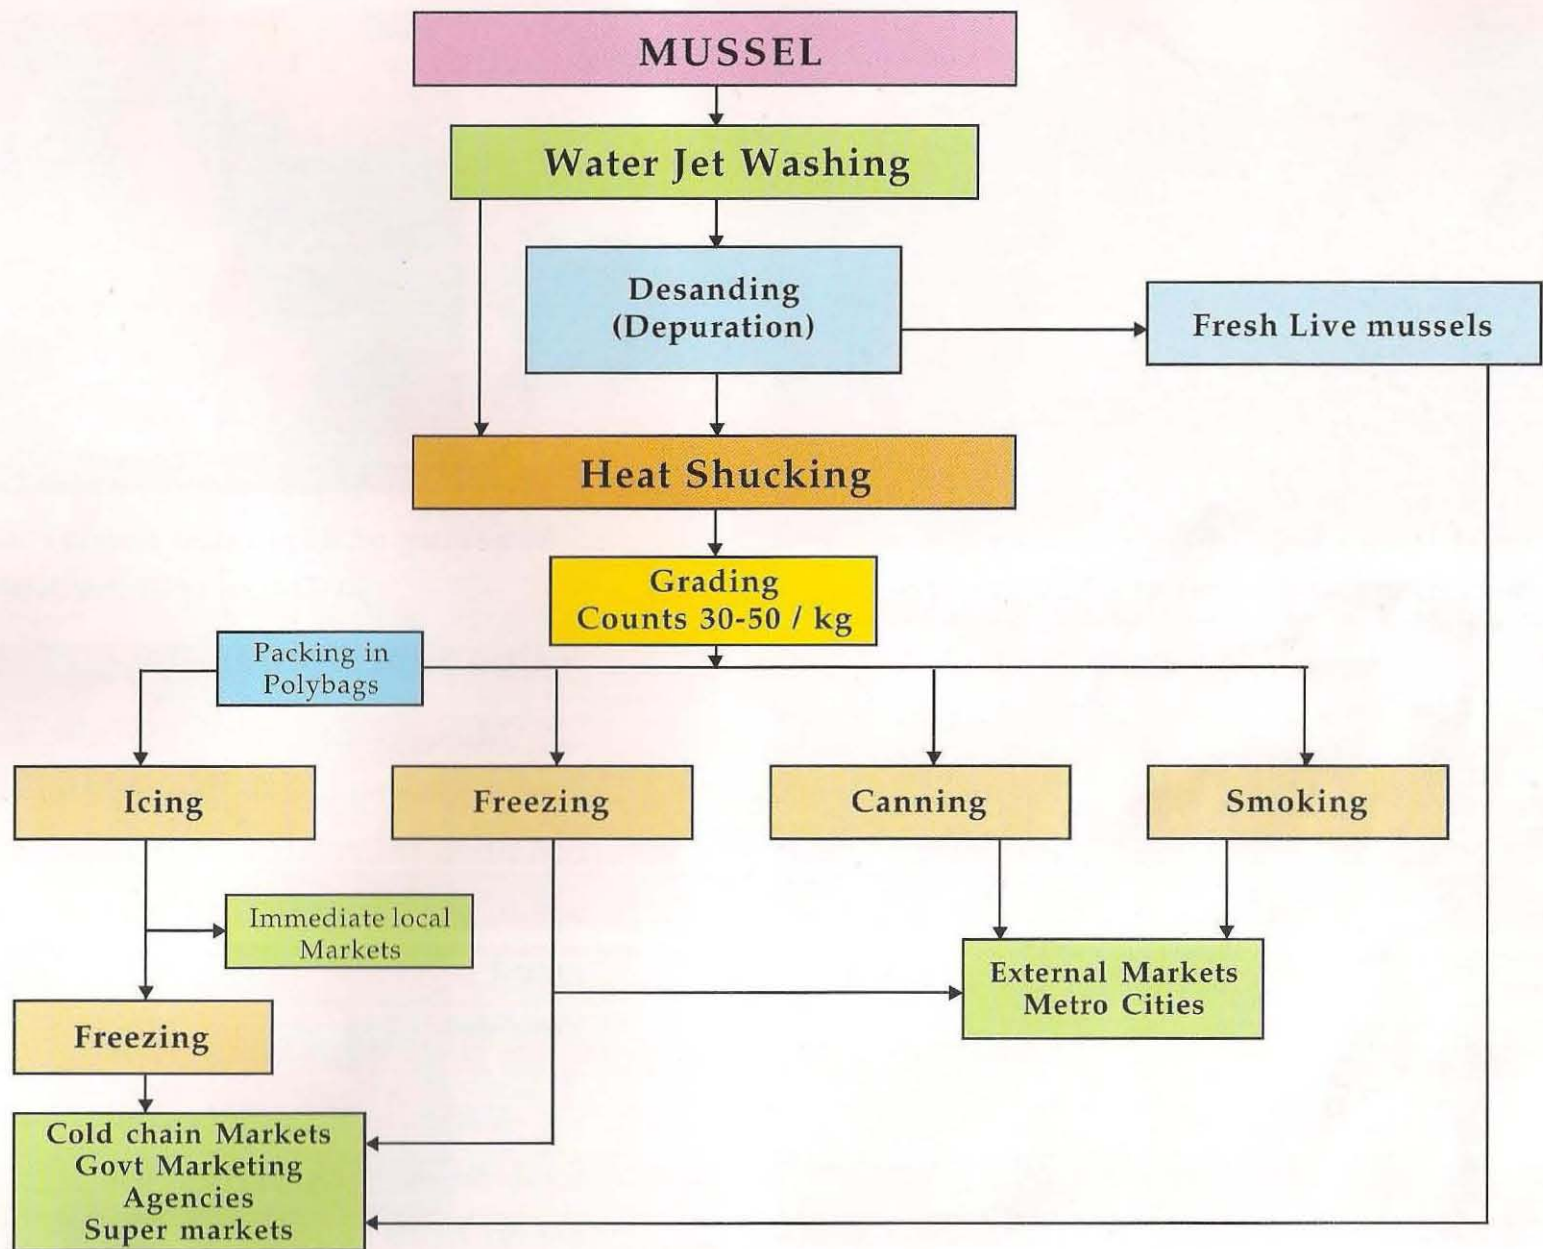 MUSSEL
Water Jet Washing
Desanding
(Depuration)
Fresh Live mussels
Heat Shucking
Grading
Counts 30-50 / kg
Packing in
Polybags
Icing
Freezing
Canning
Smoking
Immediate local
Markets
External Markets
Metro Cities
Freezing
Cold chain Markets
Govt Marketing
Agencies
Super markets